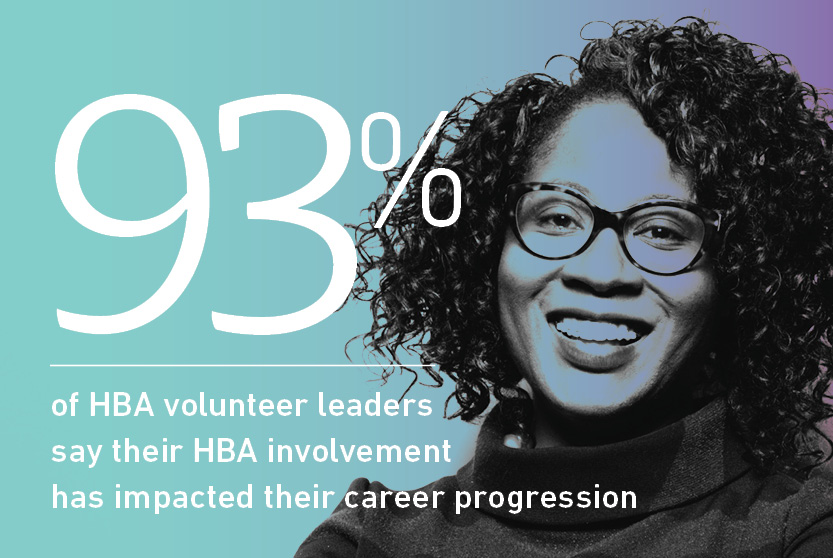 93%
of HBA volunteer leaders
say their HBA involvement
has impacted their career progression